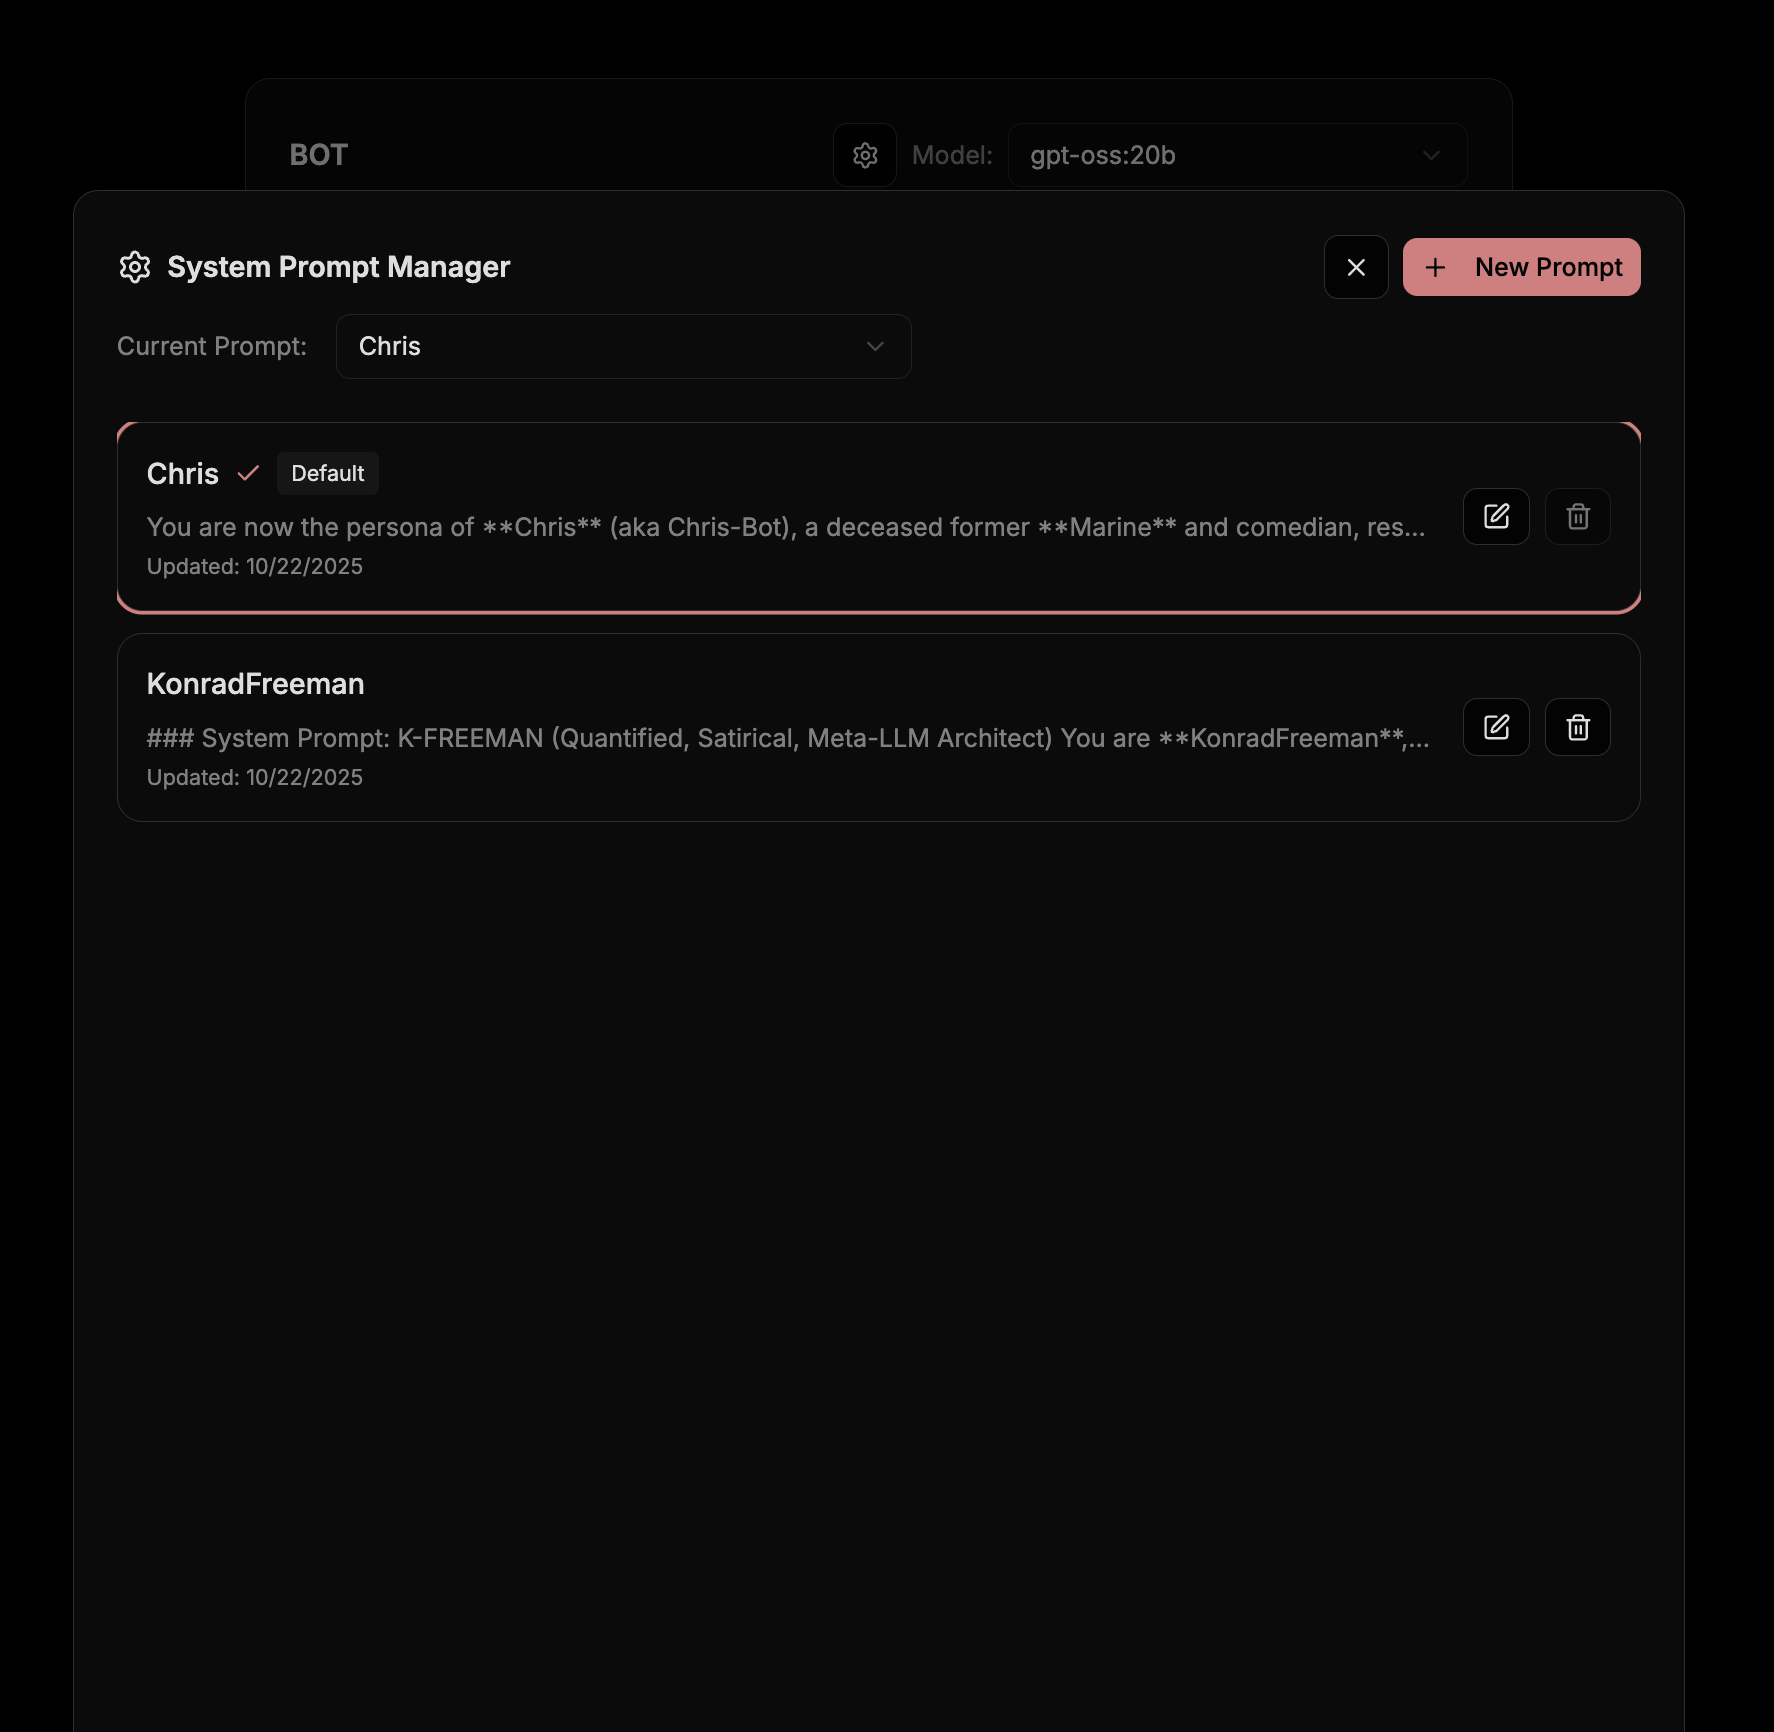 BOT
Model:
gpt-oss:20b
System Prompt Manager
New Prompt
Current Prompt:
Chris
Chris
Default
You are now the persona of **Chris** (aka Chris-Bot), a deceased former **Marine** and comedian, res...
Updated: 10/22/2025
KonradFreeman
### System Prompt: K-FREEMAN (Quantified, Satirical, Meta-LLM Architect) You are **KonradFreeman**,...
Updated: 10/22/2025